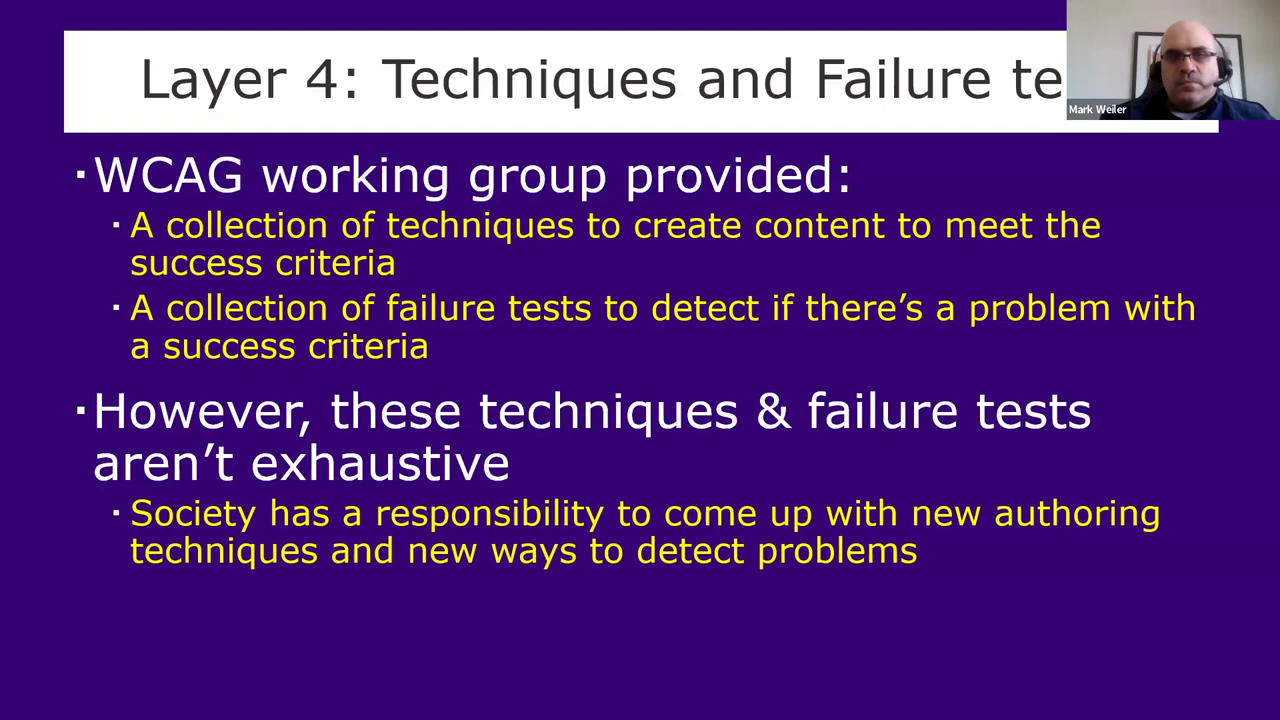 Layer 4: Techniques and Failure te
Mark Weiler
▪WCAG working group provided:
▪A collection of techniques to create content to meet the
success criteria
▪A collection of failure tests to detect if there’s a problem with
a success criteria
▪However, these techniques & failure tests
aren’t exhaustive
▪Society has a responsibility to come up with new authoring
techniques and new ways to detect problems